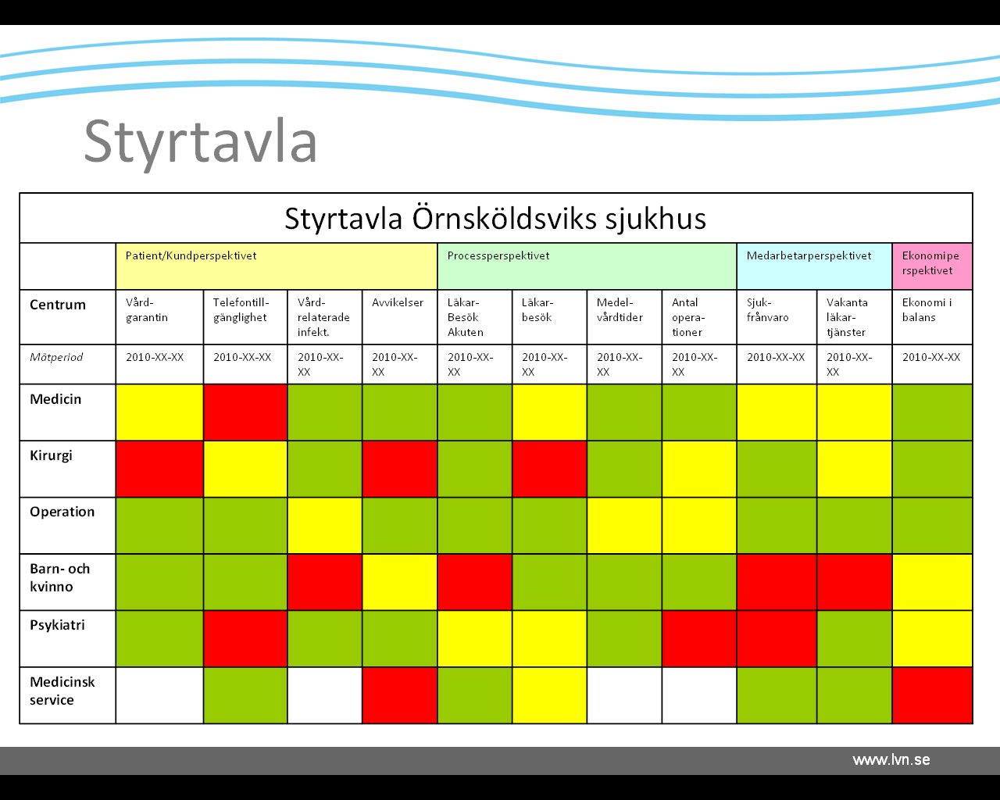 Styrtavla
Styrtavla Örnsköldsviks sjukhus
Patient/Kundperspektivet
Processperspektivet
Medarbetarperspektivet
Ekonomipe
rspektivet
Centrum
Vård-
garantin
Telefontill-
gänglighet
Vård-
relaterade
infekt.
Avvikelser
Läkar-
Besök
Akuten
Läkar-
besök
Medel-
vårdtider
Antal
opera-
tioner
Sjuk-
frånvaro
Vakanta
läkar-
tjänster
Ekonomi i
balans
Mätperiod
2010-XX-XX
2010-XX-XX
2010-XX-
XX
2010-XX-
XX
2010-XX-
XX
2010-XX-
XX
2010-XX-
XX
2010-XX-
XX
2010-XX-XX
2010-XX-
XX
2010-XX-XX
Medicin
Kirurgi
Operation
Barn- och
kvinno
Psykiatri
Medicinsk
service
www.lvn.se